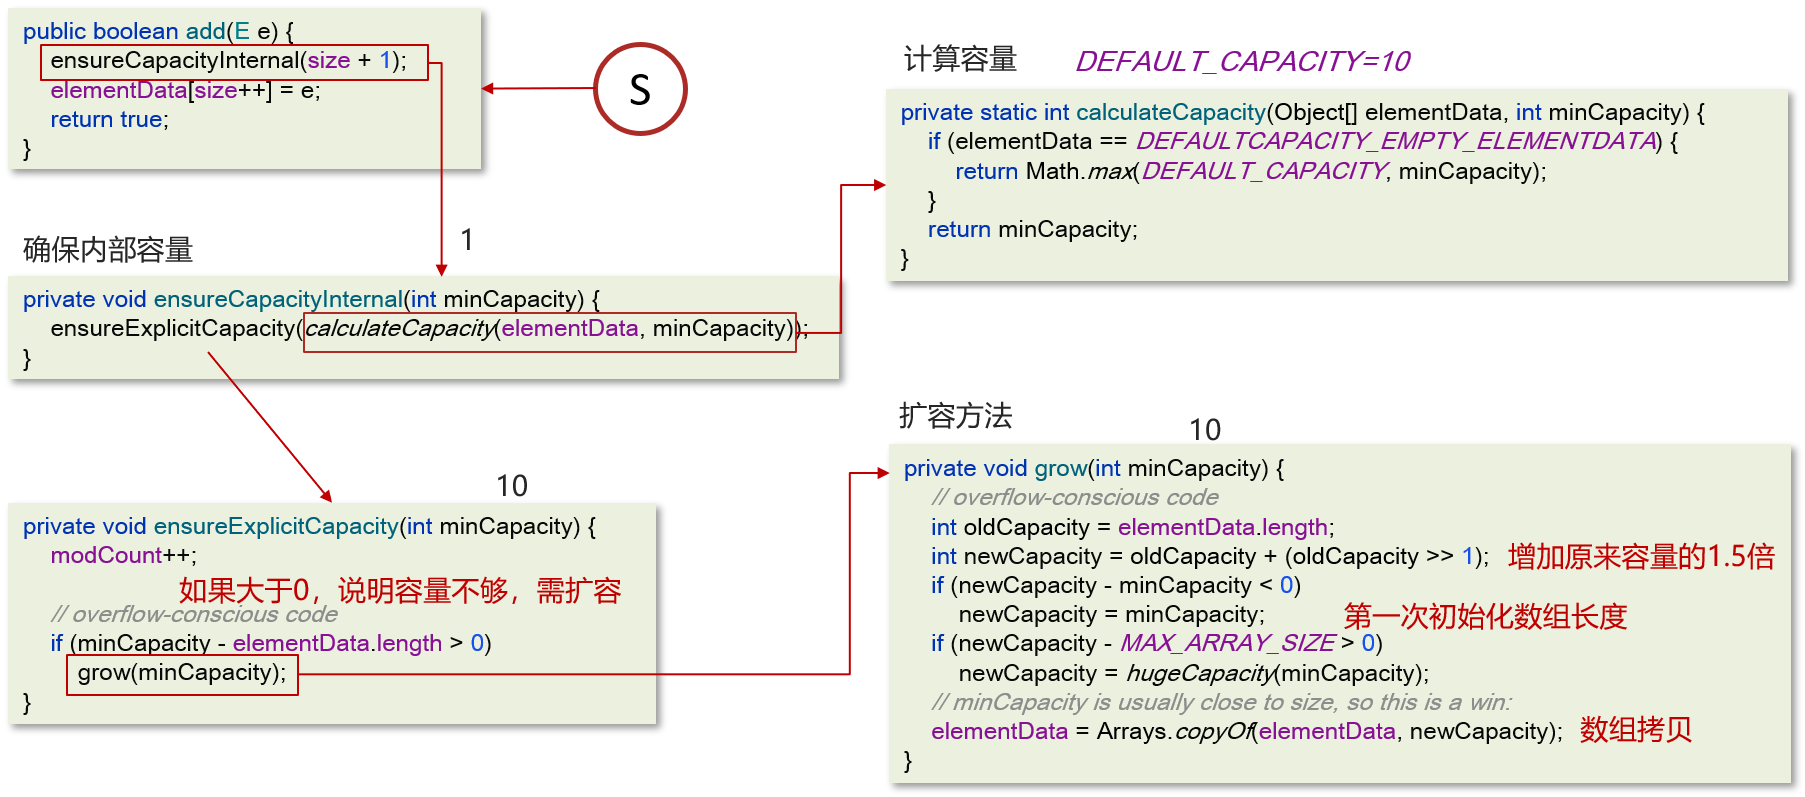 public boolean add(E e) {
ensureCapacityInternal(size + 1);
elementData[size++] = e;
return true;
}
S
计算容量
DEFAULT_CAPACITY=10
private static int calculateCapacity(Object[] elementData, int minCapacity) {
if (elementData == DEFAULTCAPACITY_EMPTY_ELEMENTDATA) {
return Math.max(DEFAULT_CAPACITY, minCapacity);
}
return minCapacity;
}
确保内部容量
1
private void ensureCapacityInternal(int minCapacity) {
ensureExplicitCapacity(calculateCapacity(elementData, minCapacity));
}
10
private void ensureExplicitCapacity(int minCapacity) {
modCount++;
如果大于0，说明容量不够，需扩容
// overflow-conscious code
if (minCapacity - elementData.length > 0)
grow(minCapacity);
}
扩容方法
10
private void grow(int minCapacity) {
// overflow-conscious code
int oldCapacity = elementData.length;
int newCapacity = oldCapacity + (oldCapacity >> 1); 增加原来容量的1.5倍
if (newCapacity - minCapacity < 0)
newCapacity = minCapacity; 第一次初始化数组长度
if (newCapacity - MAX_ARRAY_SIZE > 0)
newCapacity = hugeCapacity(minCapacity);
// minCapacity is usually close to size, so this is a win:
elementData = Arrays.copyOf(elementData, newCapacity); 数组拷贝
}